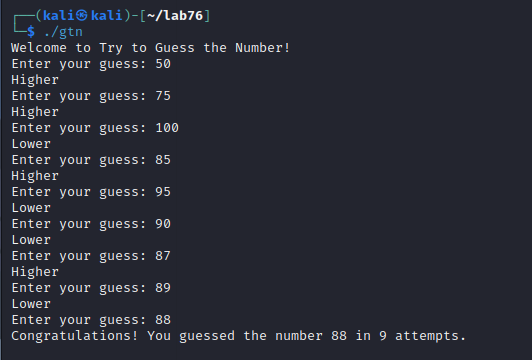 ┌──(kali㉿kali)-[~/lab76]
└─$ ./gtn
Welcome to Try to Guess the Number!
Enter your guess: 50
Higher
Enter your guess: 75
Higher
Enter your guess: 100
Lower
Enter your guess: 85
Higher
Enter your guess: 95
Lower
Enter your guess: 90
Lower
Enter your guess: 87
Higher
Enter your guess: 89
Lower
Enter your guess: 88
Congratulations! You guessed the number 88 in 9 attempts.